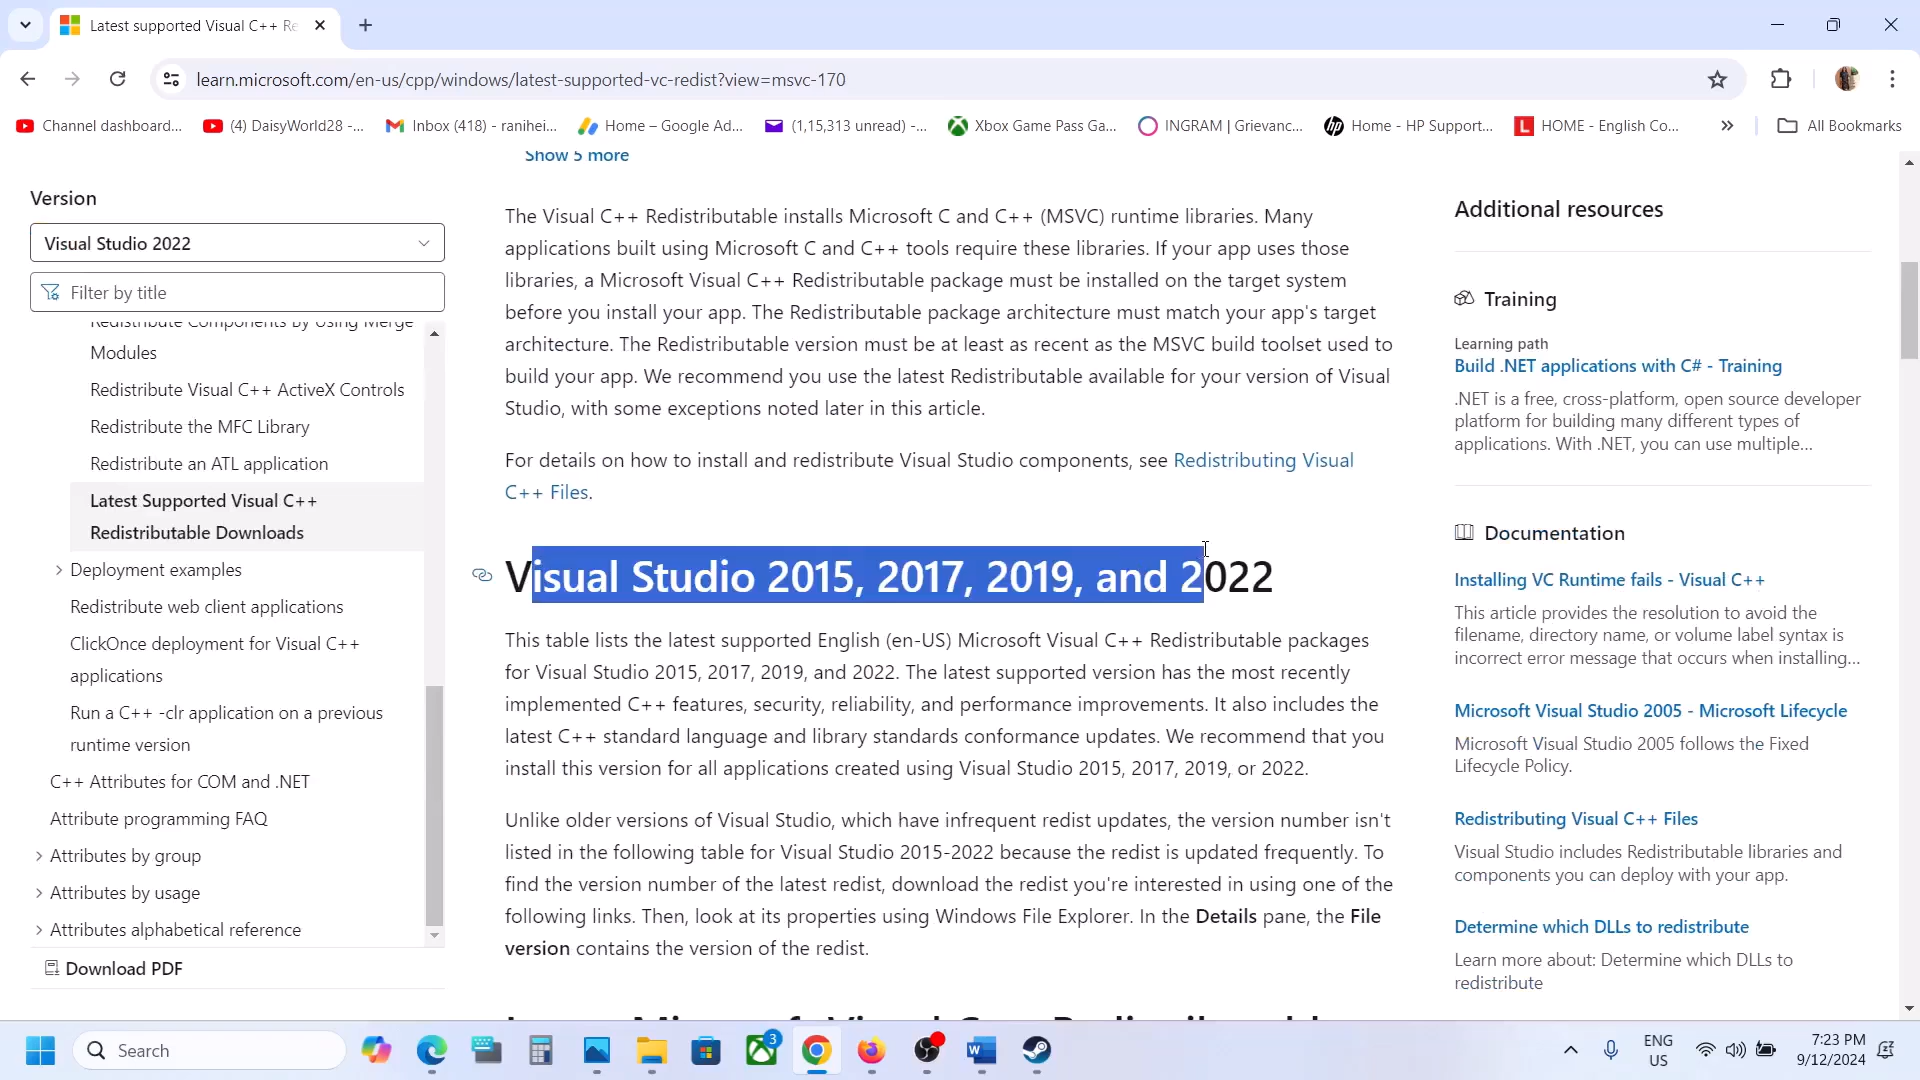 Latest supported Visual C++ Re
learn.microsoft.com/en-us/cpp/windows/latest-supported-vc-redist?view=msvc-170
Channel dashboard...
(4) DaisyWorld28 -...
Inbox (418) - ranihei...
Home – Google Ad...
(1,15,313 unread) -...
Xbox Game Pass Ga...
INGRAM | Grievanc...
Home - HP Support...
HOME - English Co...
All Bookmarks
Version
Visual Studio 2022
Filter by title
Redistribute Components By Using Merge
Modules
Redistribute Visual C++ ActiveX Controls
Redistribute the MFC Library
Redistribute an ATL application
Latest Supported Visual C++
Redistributable Downloads
Deployment examples
Redistribute web client applications
ClickOnce deployment for Visual C++
applications
Run a C++ -clr application on a previous
runtime version
C++ Attributes for COM and .NET
Attribute programming FAQ
Attributes by group
Attributes by usage
Attributes alphabetical reference
Download PDF
Show 5 more
The Visual C++ Redistributable installs Microsoft C and C++ (MSVC) runtime libraries. Many
applications built using Microsoft C and C++ tools require these libraries. If your app uses those
libraries, a Microsoft Visual C++ Redistributable package must be installed on the target system
before you install your app. The Redistributable package architecture must match your app's target
architecture. The Redistributable version must be at least as recent as the MSVC build toolset used to
build your app. We recommend you use the latest Redistributable available for your version of Visual
Studio, with some exceptions noted later in this article.
For details on how to install and redistribute Visual Studio components, see Redistributing Visual
C++ Files.
Visual Studio 2015, 2017, 2019, and 2022
This table lists the latest supported English (en-US) Microsoft Visual C++ Redistributable packages
for Visual Studio 2015, 2017, 2019, and 2022. The latest supported version has the most recently
implemented C++ features, security, reliability, and performance improvements. It also includes the
latest C++ standard language and library standards conformance updates. We recommend that you
install this version for all applications created using Visual Studio 2015, 2017, 2019, or 2022.
Unlike older versions of Visual Studio, which have infrequent redist updates, the version number isn't
listed in the following table for Visual Studio 2015-2022 because the redist is updated frequently. To
find the version number of the latest redist, download the redist you're interested in using one of the
following links. Then, look at its properties using Windows File Explorer. In the Details pane, the File
version contains the version of the redist.
Additional resources
Training
Learning path
Build .NET applications with C# - Training
.NET is a free, cross-platform, open source developer
platform for building many different types of
applications. With .NET, you can use multiple...
Documentation
Installing VC Runtime fails - Visual C++
This article provides the resolution to avoid the
filename, directory name, or volume label syntax is
incorrect error message that occurs when installing...
Microsoft Visual Studio 2005 - Microsoft Lifecycle
Microsoft Visual Studio 2005 follows the Fixed
Lifecycle Policy.
Redistributing Visual C++ Files
Visual Studio includes Redistributable libraries and
components you can deploy with your app.
Determine which DLLs to redistribute
Learn more about: Determine which DLLs to
redistribute
Search
3
ENG
US
7:23 PM
9/12/2024